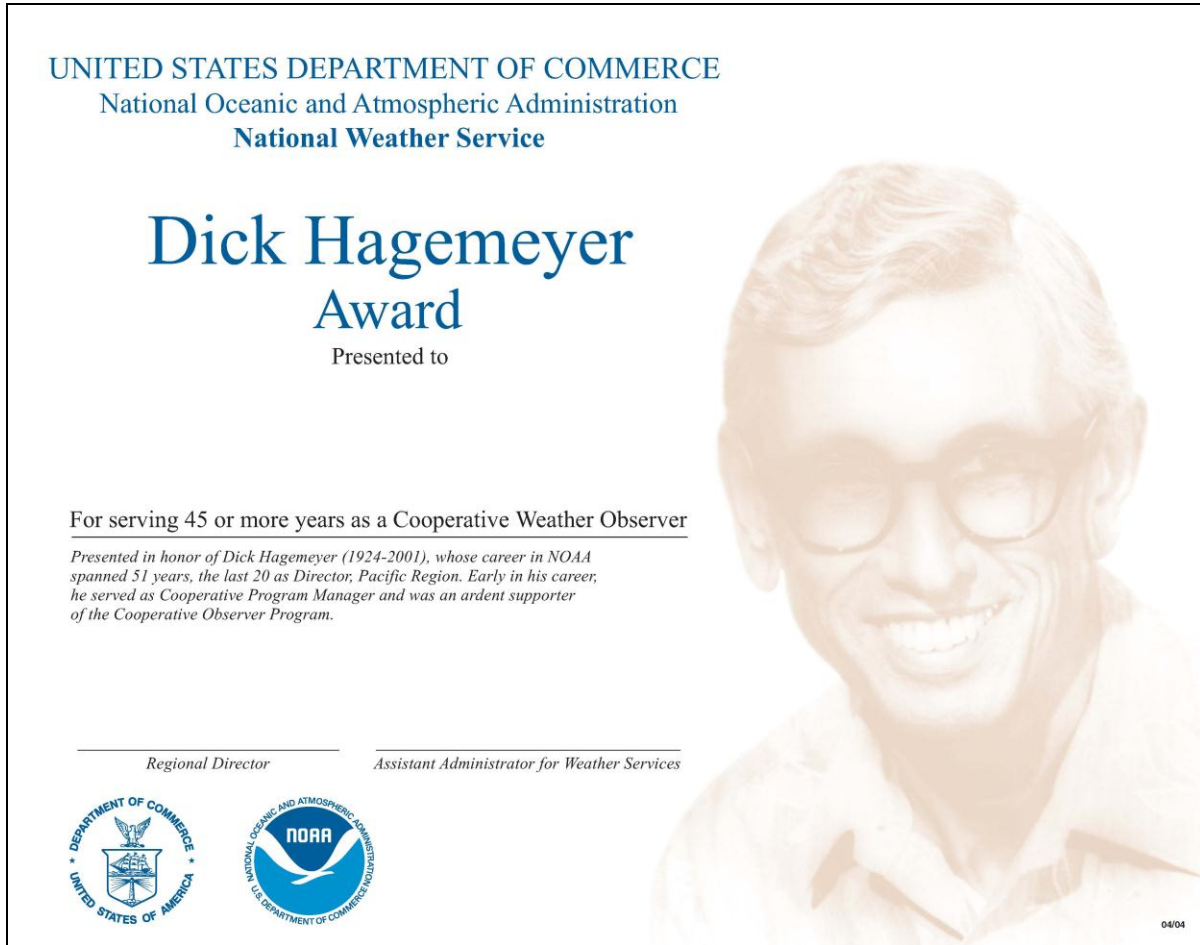 UNITED STATES DEPARTMENT OF COMMERCE
National Oceanic and Atmospheric Administration
National Weather Service
Dick Hagemeyer
Award
Presented to
For serving 45 or more years as a Cooperative Weather Observer
Presented in honor of Dick Hagemeyer (1924-2001), whose career in NOAA
spanned 51 years, the last 20 as Director, Pacific Region. Early in his career,
he served as Cooperative Program Manager and was an ardent supporter
of the Cooperative Observer Program.
Regional Director
Assistant Administrator for Weather Services
DEPARTMENT OF COMMERCE
UNITED STATES OF AMERICA
NATIONAL OCEANIC AND ATMOSPHERIC ADMINISTRATION
NOAA
U.S. DEPARTMENT OF COMMERCE
04/04